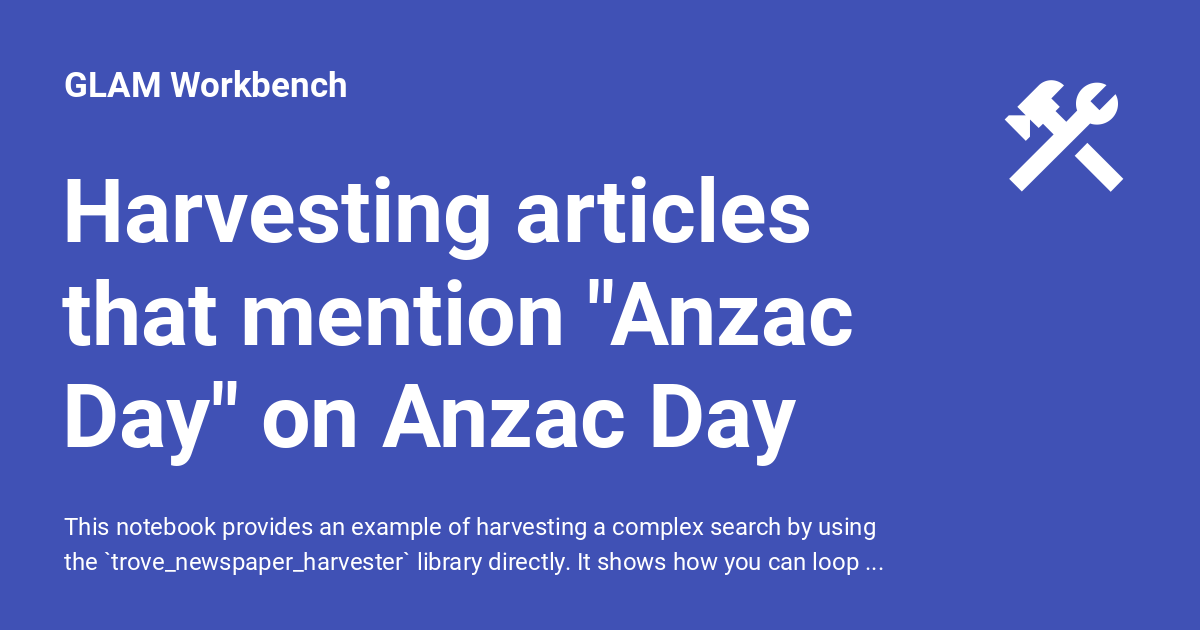 GLAM Workbench
Harvesting articles
that mention "Anzac
Day" on Anzac Day
This notebook provides an example of harvesting a complex search by using
the `trove_newspaper_harvester` library directly. It shows how you can loop ...